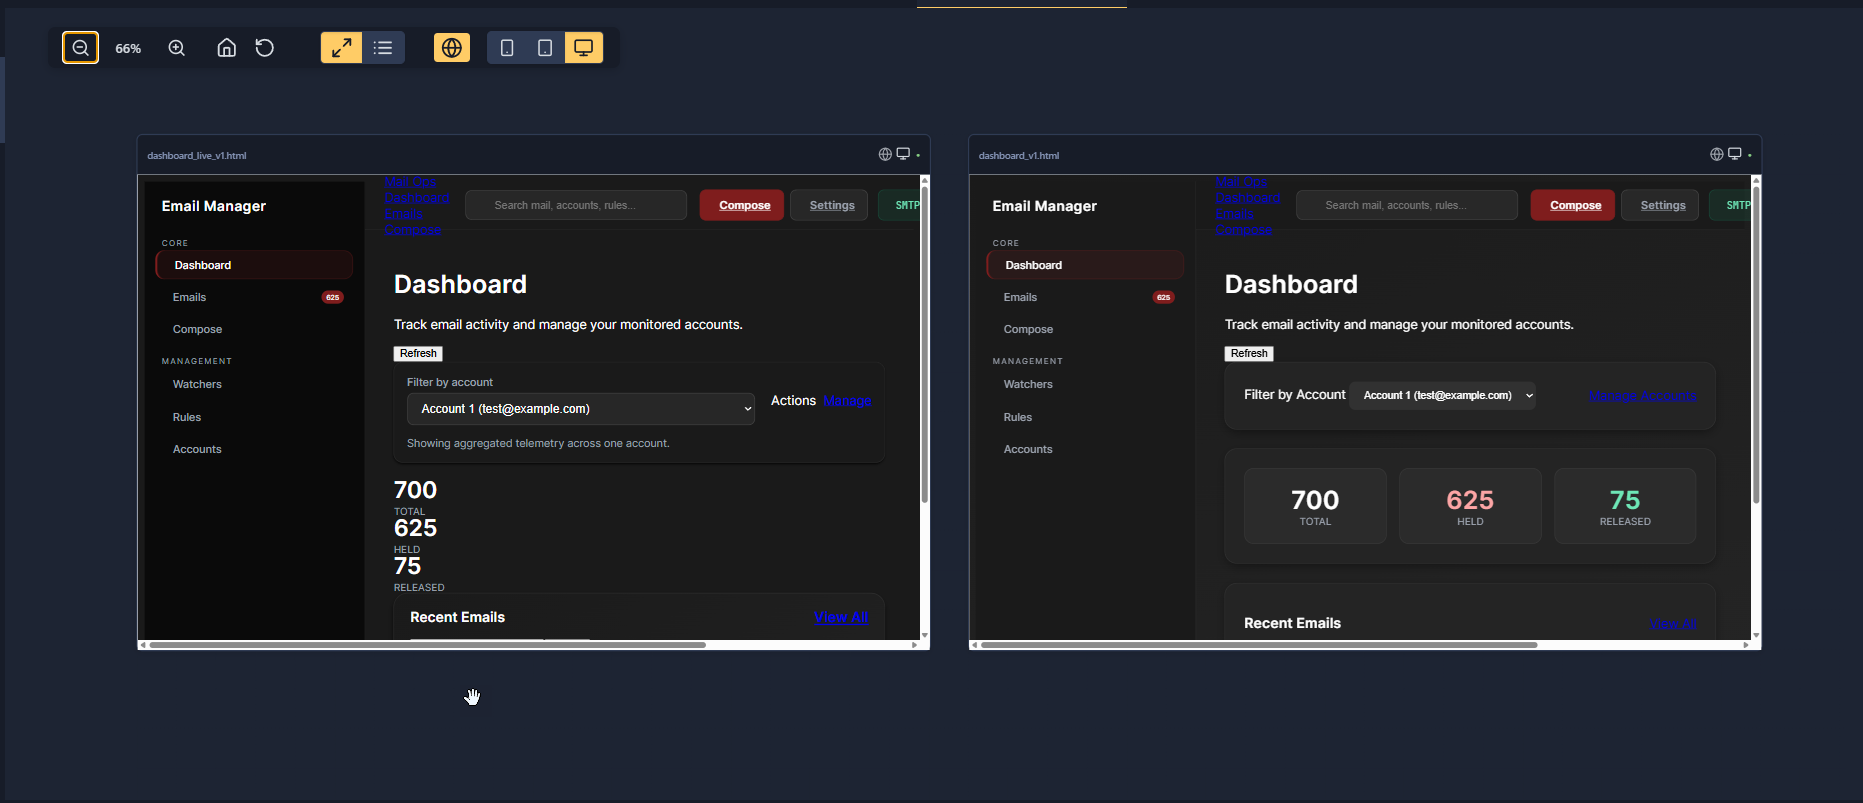 66%
dashboard_live_v1.html
Email Manager
CORE
Dashboard
Emails
625
Compose
MANAGEMENT
Watchers
Rules
Accounts
Mail Ops
Dashboard
Emails
Compose
Search mail, accounts, rules...
Compose
Settings
SMTP
Dashboard
Track email activity and manage your monitored accounts.
Refresh
Filter by account
Account 1 (test@example.com)
Actions Manage
Showing aggregated telemetry across one account.
700
TOTAL
625
HELD
75
RELEASED
Recent Emails
View All
dashboard_v1.html
Email Manager
CORE
Dashboard
Emails
625
Compose
MANAGEMENT
Watchers
Rules
Accounts
Mail Ops
Dashboard
Emails
Compose
Search mail, accounts, rules...
Compose
Settings
SMTP
Dashboard
Track email activity and manage your monitored accounts.
Refresh
Filter by Account
Account 1 (test@example.com)
Manage Accounts
700
TOTAL
625
HELD
75
RELEASED
Recent Emails
View All